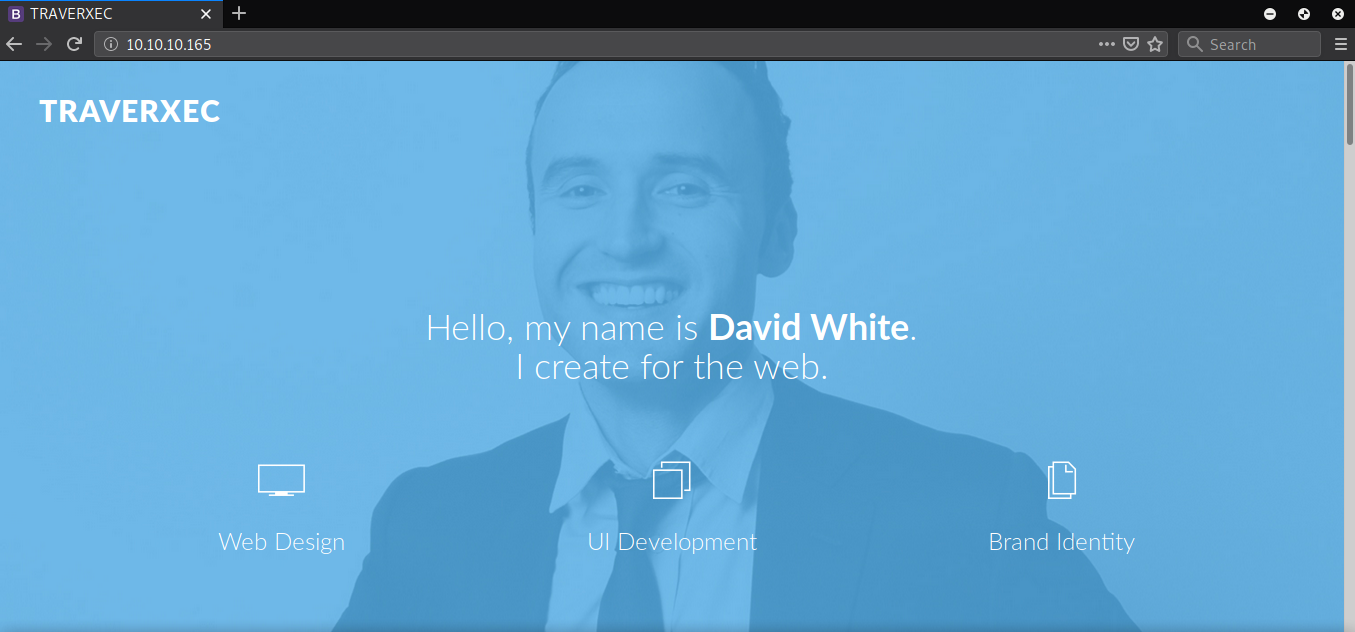 TRAVERXEC
10.10.10.165
Search
TRAVERXEC
Hello, my name is David White.
I create for the web.
Web Design
UI Development
Brand Identity